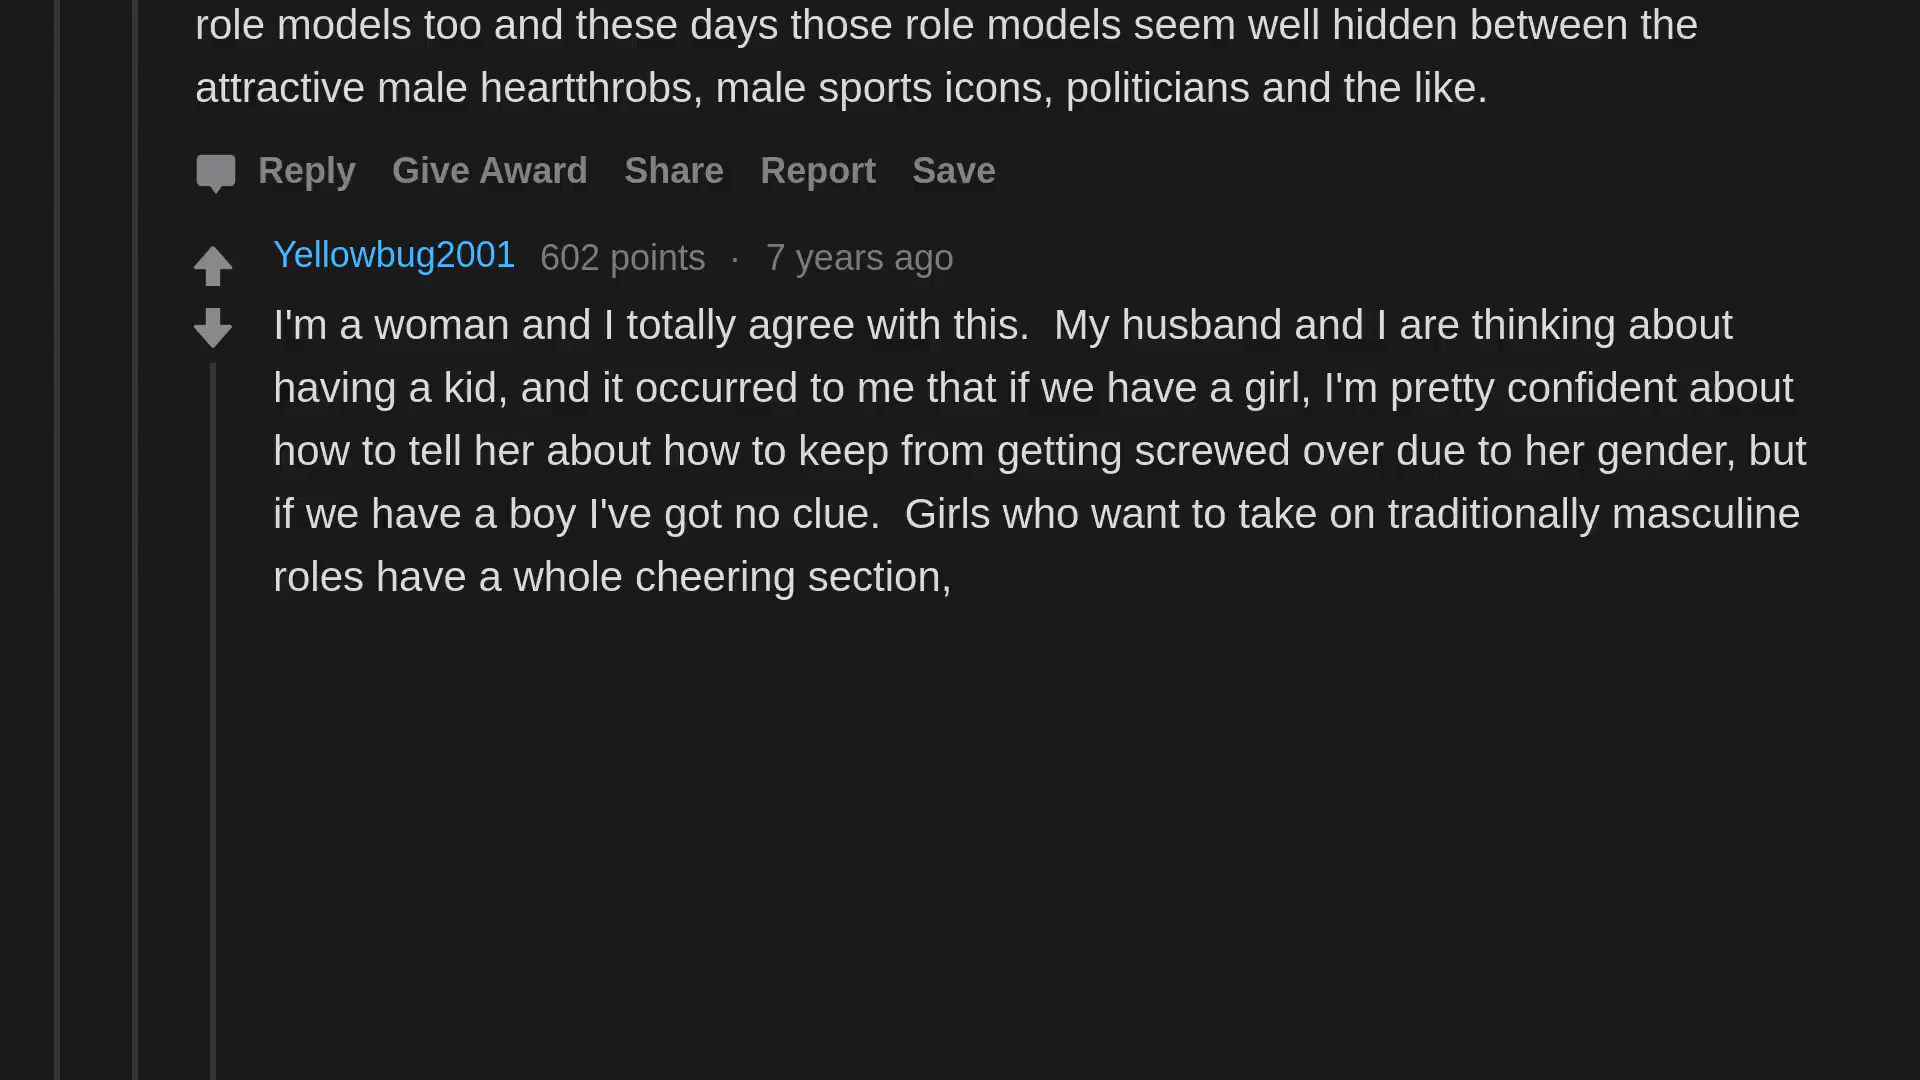 role models too and these days those role models seem well hidden between the
attractive male heartthrobs, male sports icons, politicians and the like.
Reply Give Award Share Report Save
Yellowbug2001 602 points · 7 years ago
I'm a woman and I totally agree with this.  My husband and I are thinking about
having a kid, and it occurred to me that if we have a girl, I'm pretty confident about
how to tell her about how to keep from getting screwed over due to her gender, but
if we have a boy I've got no clue.  Girls who want to take on traditionally masculine
roles have a whole cheering section,